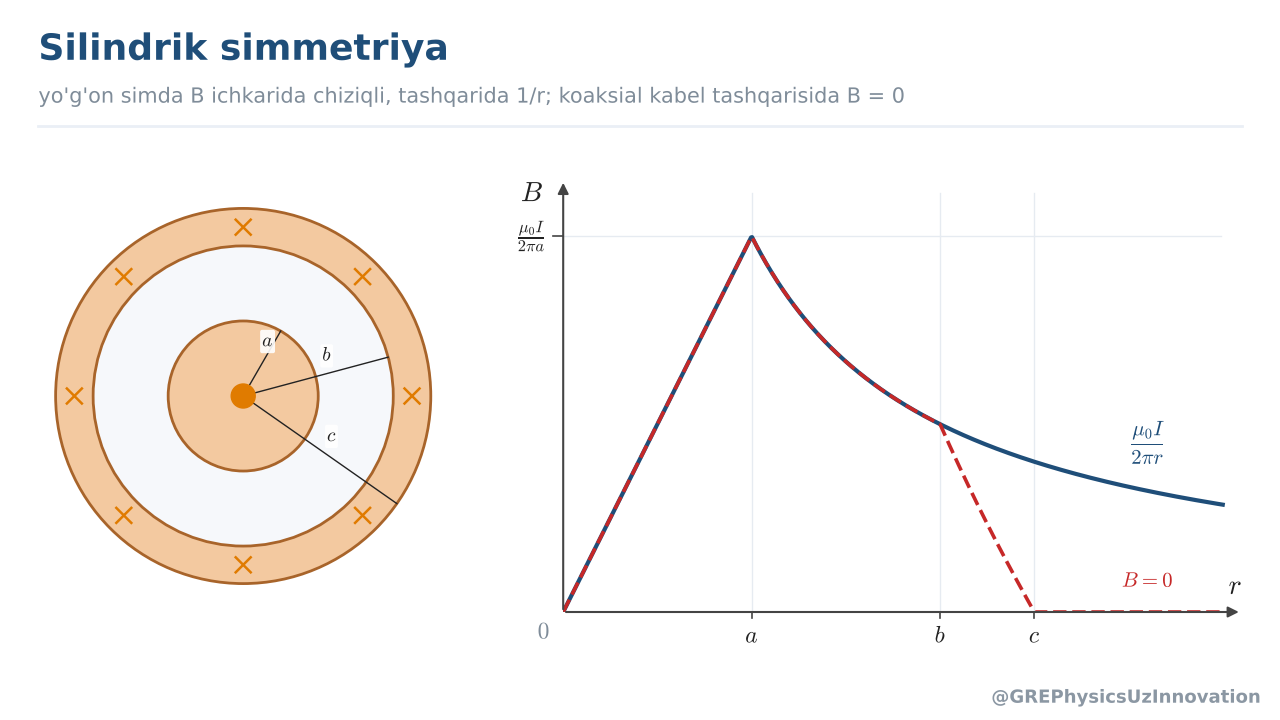 Silindrik simmetriya
yo'g'on simda B ichkarida chiziqli, tashqarida 1/r; koaksial kabel tashqarisida B = 0
a
b
c
B
μ₀I
2πa
μ₀I
2πr
B = 0
r
0
a
b
c
@GREPhysicsUzInnovation